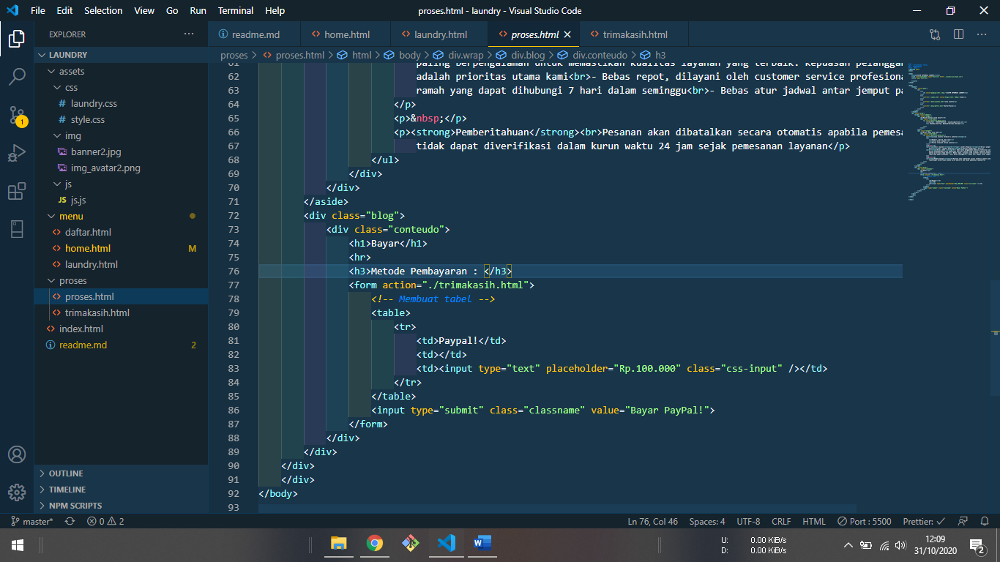 File Edit Selection View Go Run Terminal Help proses.html - laundry - Visual Studio Code
EXPLORER ...
LAUNDRY
assets
css
# laundry.css
# style.css
img
banner2.jpg
img_avatar2.png
js
JS js.js
menu
<> daftar.html
<> home.html M
<> laundry.html
proses
<> proses.html
<> trimakasih.html
<> index.html
readme.md 2
OUTLINE
TIMELINE
NPM SCRIPTS
readme.md <> home.html <> laundry.html <> proses.html <> trimakasih.html
proses > <> proses.html > html > body > div.wrap > div.blog > div.conteudo > h3
61 paling berpengalaman untuk memastikan kualitas layanan yang terbaik. Kepuasan pelangga
62 adalah prioritas utama kami<br>- Bebas repot, dilayani oleh customer service profesiona
63 ramah yang dapat dihubungi 7 hari dalam seminggu<br>- Bebas atur jadwal antar jemput pa
64 </p>
65 <p>&nbsp;</p>
66 <p><strong>Pemberitahuan</strong><br>Pesanan akan dibatalkan secara otomatis apabila pemesa
67 tidak dapat diverifikasi dalam kurun waktu 24 jam sejak pemesanan layanan</p>
68 </ul>
69 </div>
70 </div>
71 </aside>
72 <div class="blog">
73 <div class="conteudo">
74 <h1>Bayar</h1>
75 <hr>
76 <h3>Metode Pembayaran : </h3>
77 <form action="./trimakasih.html">
78 <!-- Membuat tabel -->
79 <table>
80 <tr>
81 <td>Paypal!</td>
82 <td></td>
83 <td><input type="text" placeholder="Rp.100.000" class="css-input" /></td>
84 </tr>
85 </table>
86 <input type="submit" class="classname" value="Bayar PayPal!">
87 </form>
88 </div>
89 </div>
90 </div>
91 </div>
92 </body>
93
1
master* 0 2 Ln 76, Col 46 Spaces: 4 UTF-8 CRLF HTML Port : 5500 Prettier: ✓
U: 0.00 KiB/s
D: 0.00 KiB/s
12:09
31/10/2020
2